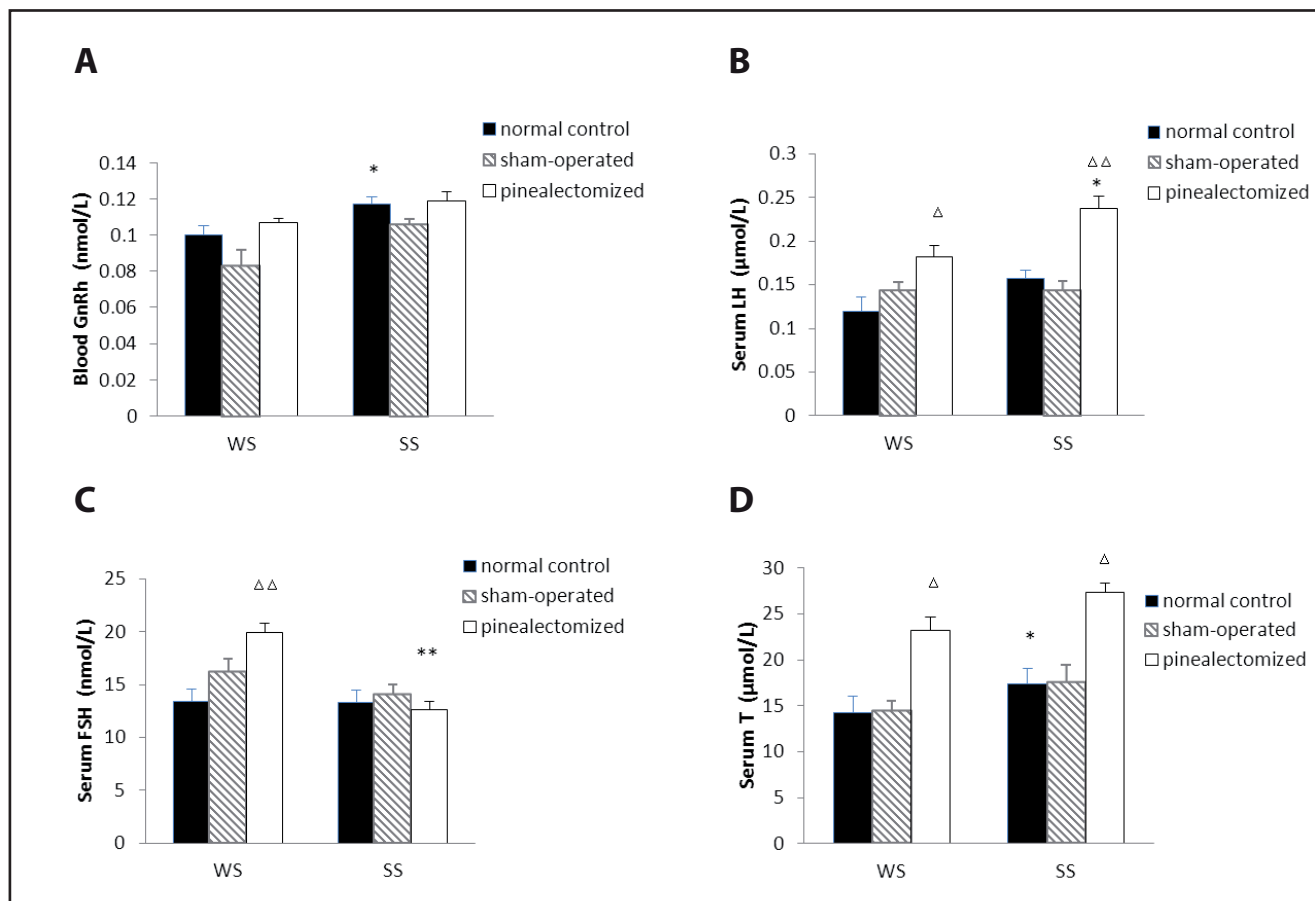 A
normal control
sham-operated
pinealectomized
Blood GnRh (nmol/L)
0.14
0.12
0.1
0.08
0.06
0.04
0.02
0
*
WS
SS
B
normal control
sham-operated
pinealectomized
Serum LH (µmol/L)
0.3
0.25
0.2
0.15
0.1
0.05
0
△
△△
*
WS
SS
C
normal control
sham-operated
pinealectomized
Serum FSH (nmol/L)
25
20
15
10
5
0
△△
**
WS
SS
D
normal control
sham-operated
pinealectomized
Serum T (µmol/L)
30
25
20
15
10
5
0
△
*
△
WS
SS